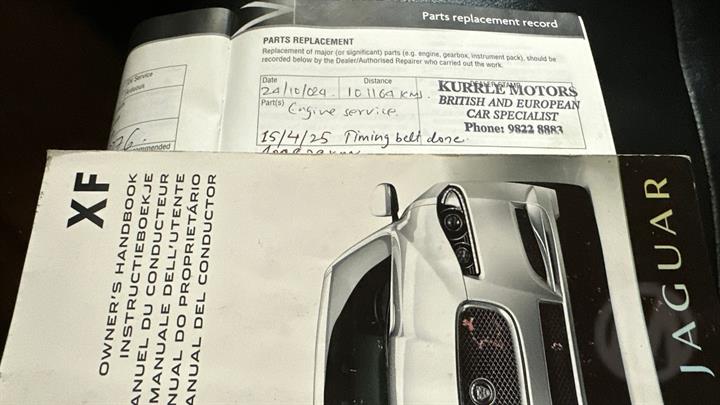 Parts replacement record
PARTS REPLACEMENT
Replacement of major (or significant) parts (e.g. engine, gearbox, instrument pack), should be
recorded below by the Dealer/Authorised Repairer who carried out the work.
Date
Distance
DEALER STAMP
24/10/024
101169 KMS.
KURRLE MOTORS
BRITISH AND EUROPEAN
CAR SPECIALIST
Phone: 9822 8883
Part(s)
Engine service.
15/4/25 Timing belt done.
Service
XF
OWNER'S HANDBOOK
INSTRUCTIEBOEKJE
MANUEL DU CONDUCTEUR
MANUALE DELL'UTENTE
MANUAL DO PROPRIETÁRIO
MANUAL DEL CONDUCTOR
JAGUAR